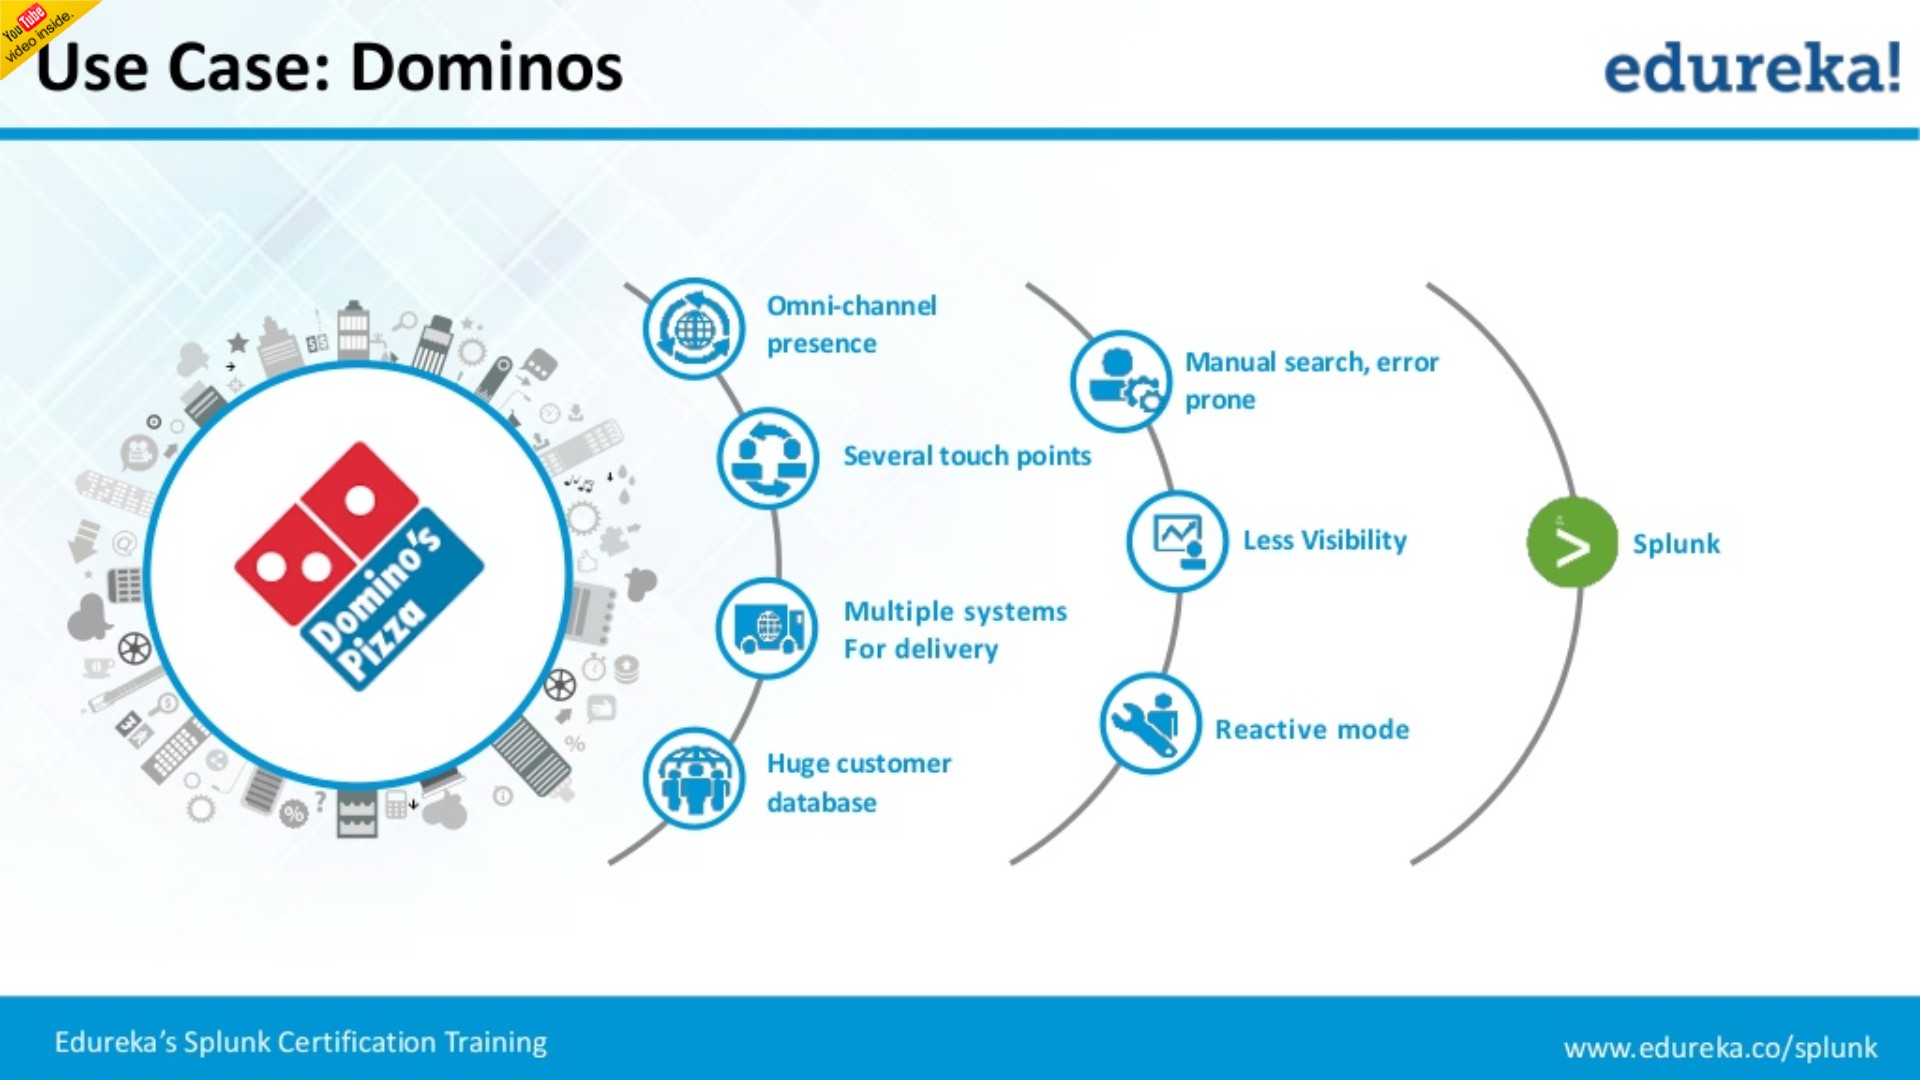 YouTube
video inside.
Use Case: Dominos
edureka!
Omni-channel
presence
Several touch points
Multiple systems
For delivery
Huge customer
database
Manual search, error
prone
Less Visibility
Reactive mode
Splunk
Domino's
Pizza
Edureka’s Splunk Certification Training
www.edureka.co/splunk